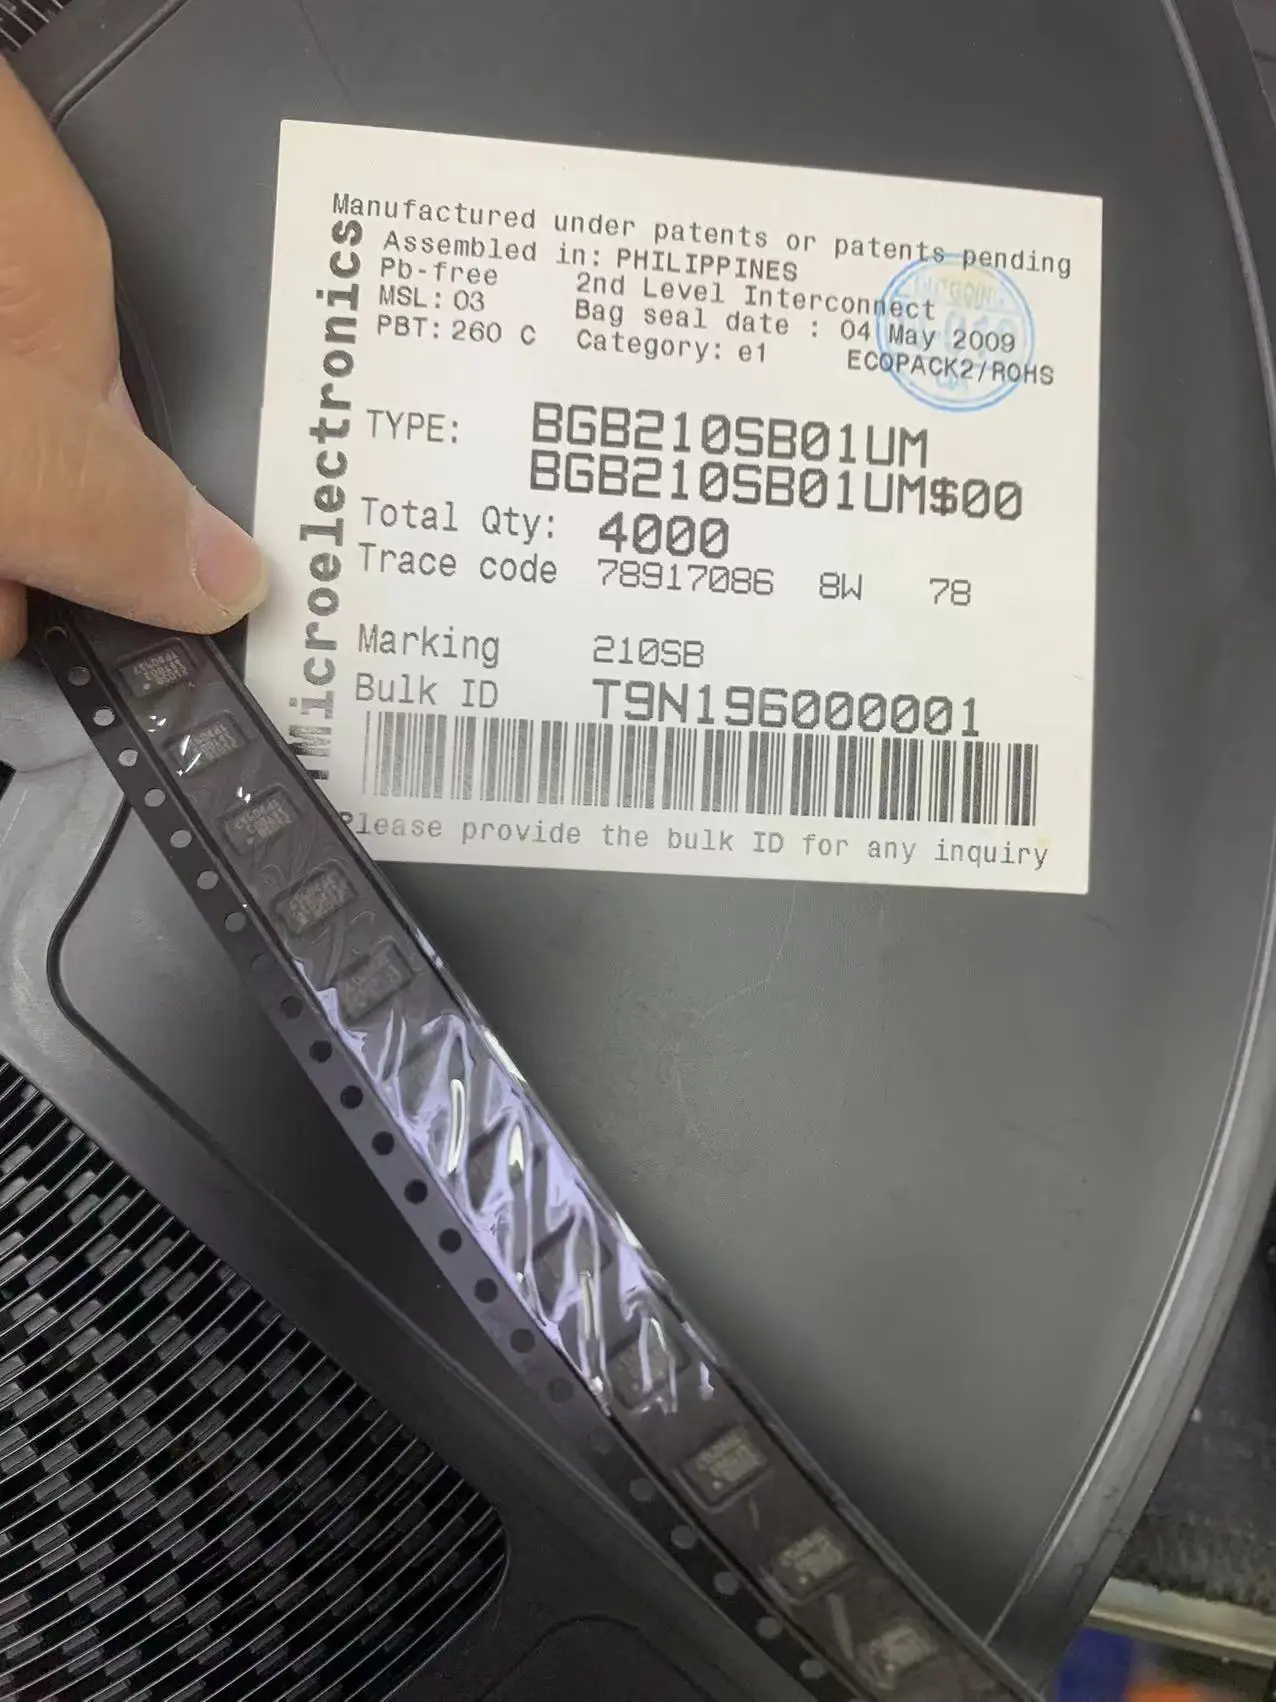 Manufactured under patents or patents pending
Assembled in: PHILIPPINES
Pb-free 2nd Level Interconnect
MSL: 03 Bag seal date : 04 May 2009
PBT: 260 C Category: e1 ECOPACK2/ROHS
Microelectronics
TYPE: BGB210SB01UM
BGB210SB01UM$00
Total Qty: 4000
Trace code 78917086 8W 78
Marking 210SB
Bulk ID T9N196000001
Please provide the bulk ID for any inquiry